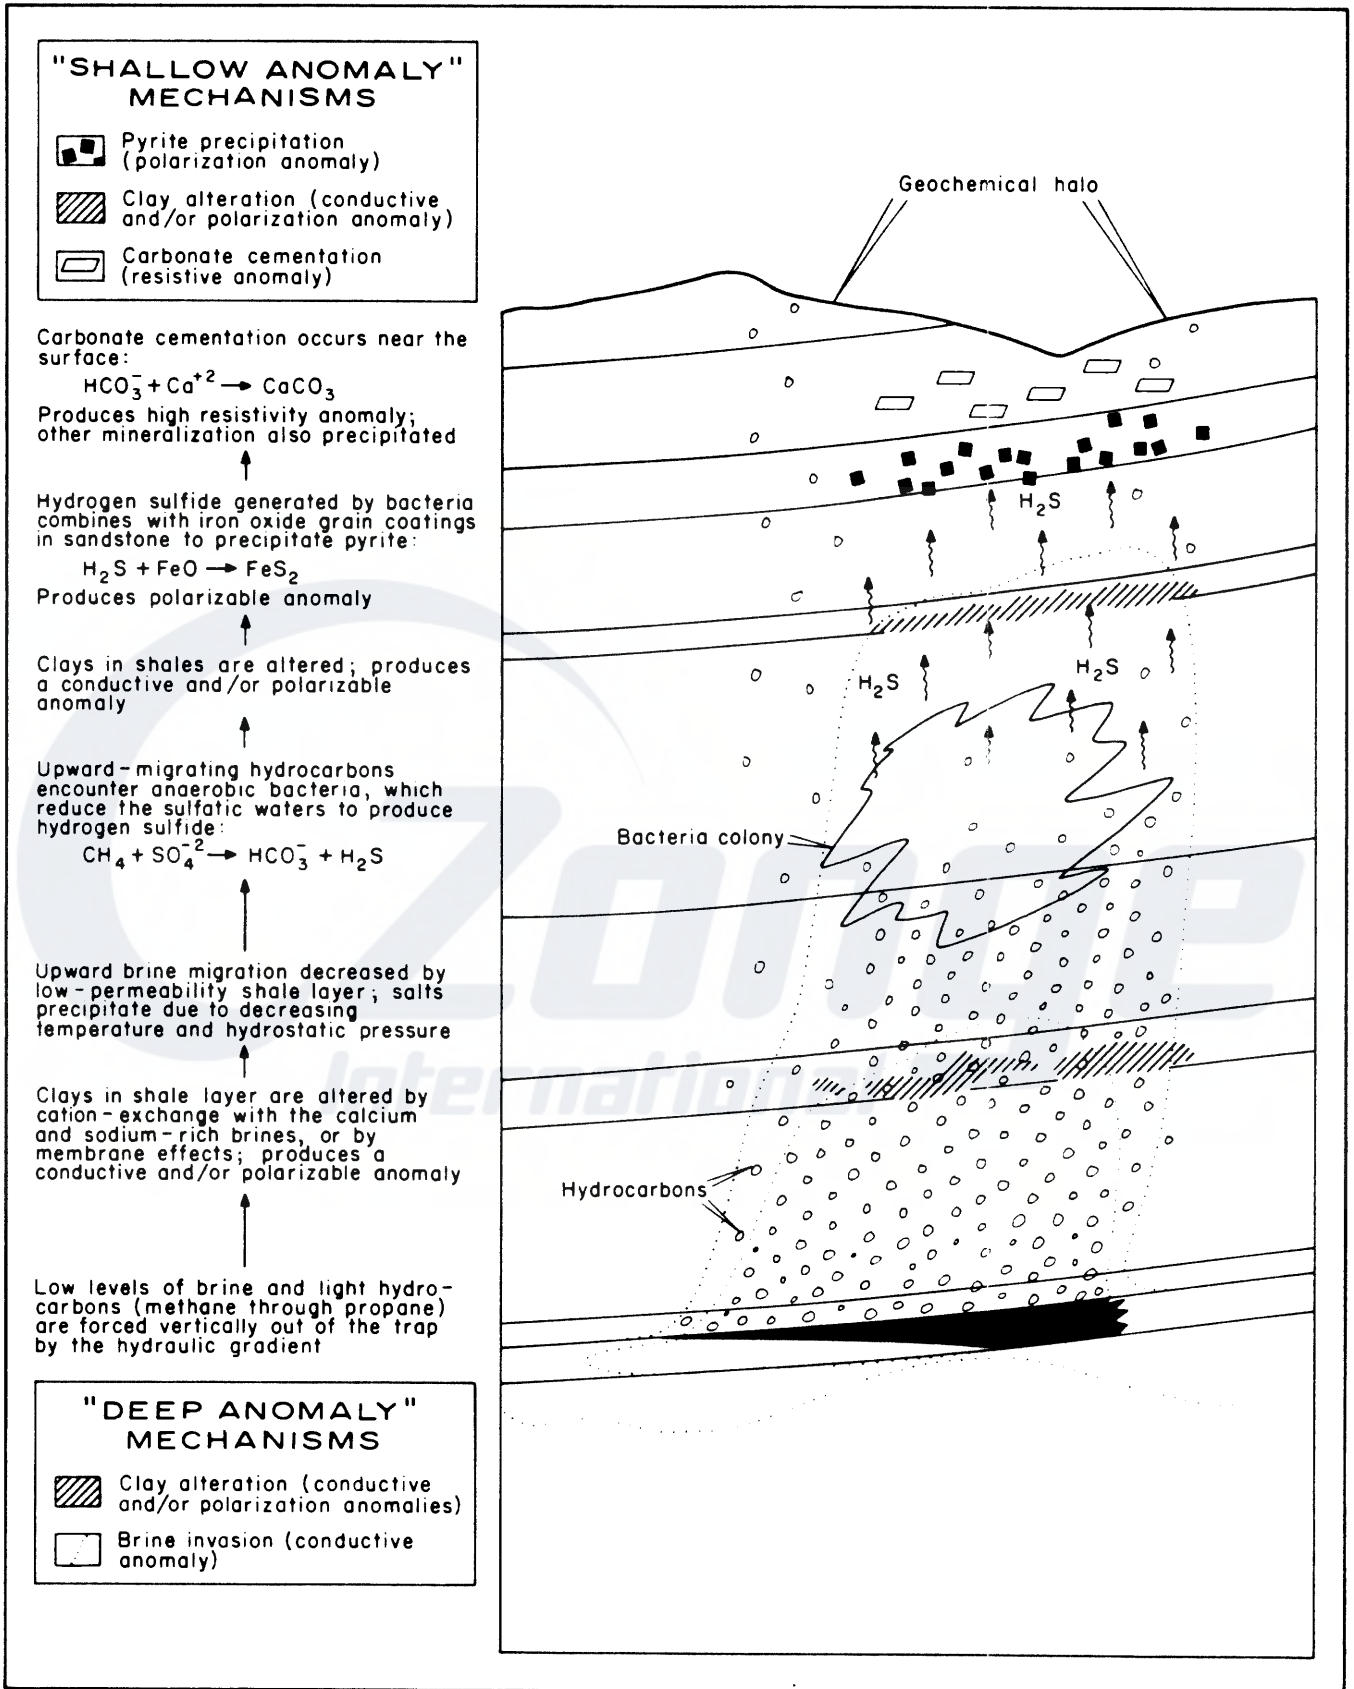 "SHALLOW ANOMALY"
MECHANISMS
Pyrite precipitation
(polarization anomaly)
Clay alteration (conductive
and/or polarization anomaly)
Carbonate cementation
(resistive anomaly)
Carbonate cementation occurs near the
surface:
HCO₃⁻ + Ca⁺² → CaCO₃
Produces high resistivity anomaly;
other mineralization also precipitated
Hydrogen sulfide generated by bacteria
combines with iron oxide grain coatings
in sandstone to precipitate pyrite:
H₂S + FeO → FeS₂
Produces polarizable anomaly
Clays in shales are altered; produces
a conductive and/or polarizable
anomaly
Upward-migrating hydrocarbons
encounter anaerobic bacteria, which
reduce the sulfatic waters to produce
hydrogen sulfide:
CH₄ + SO₄⁻² → HCO₃⁻ + H₂S
Upward brine migration decreased by
low-permeability shale layer; salts
precipitate due to decreasing
temperature and hydrostatic pressure
Clays in shale layer are altered by
cation-exchange with the calcium
and sodium-rich brines, or by
membrane effects; produces a
conductive and/or polarizable anomaly
Low levels of brine and light hydro-
carbons (methane through propane)
are forced vertically out of the trap
by the hydraulic gradient
"DEEP ANOMALY"
MECHANISMS
Clay alteration (conductive
and/or polarization anomalies)
Brine invasion (conductive
anomaly)
Geochemical halo
H₂S
H₂S
H₂S
Bacteria colony
Hydrocarbons
Zonge
International